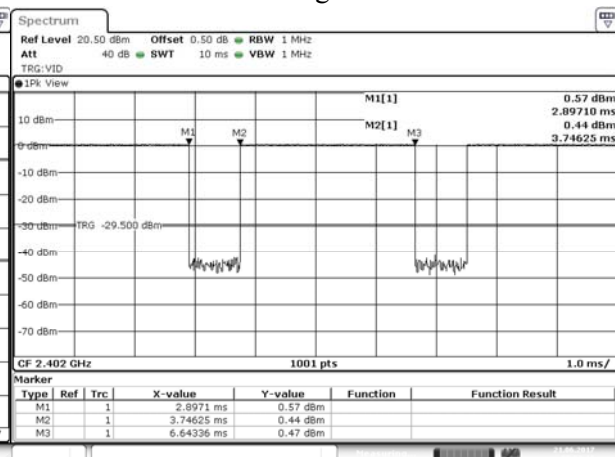 Spectrum
Ref Level 20.50 dBm Offset 0.50 dB RBW 1 MHz
Att 40 dB SWT 10 ms VBW 1 MHz
TRG:VID
1Pk View
M1[1] 0.57 dBm
2.89710 ms
10 dBm
M2[1] 0.44 dBm
3.74625 ms
M1 M2 M3
0 dBm
-10 dBm
-20 dBm
-30 dBm TRG -29.500 dBm
-40 dBm
-50 dBm
-60 dBm
-70 dBm
CF 2.402 GHz 1001 pts 1.0 ms/
Marker
Type Ref Trc X-value Y-value Function Function Result
M1 1 2.8971 ms 0.57 dBm
M2 1 3.74625 ms 0.44 dBm
M3 1 6.64336 ms 0.47 dBm